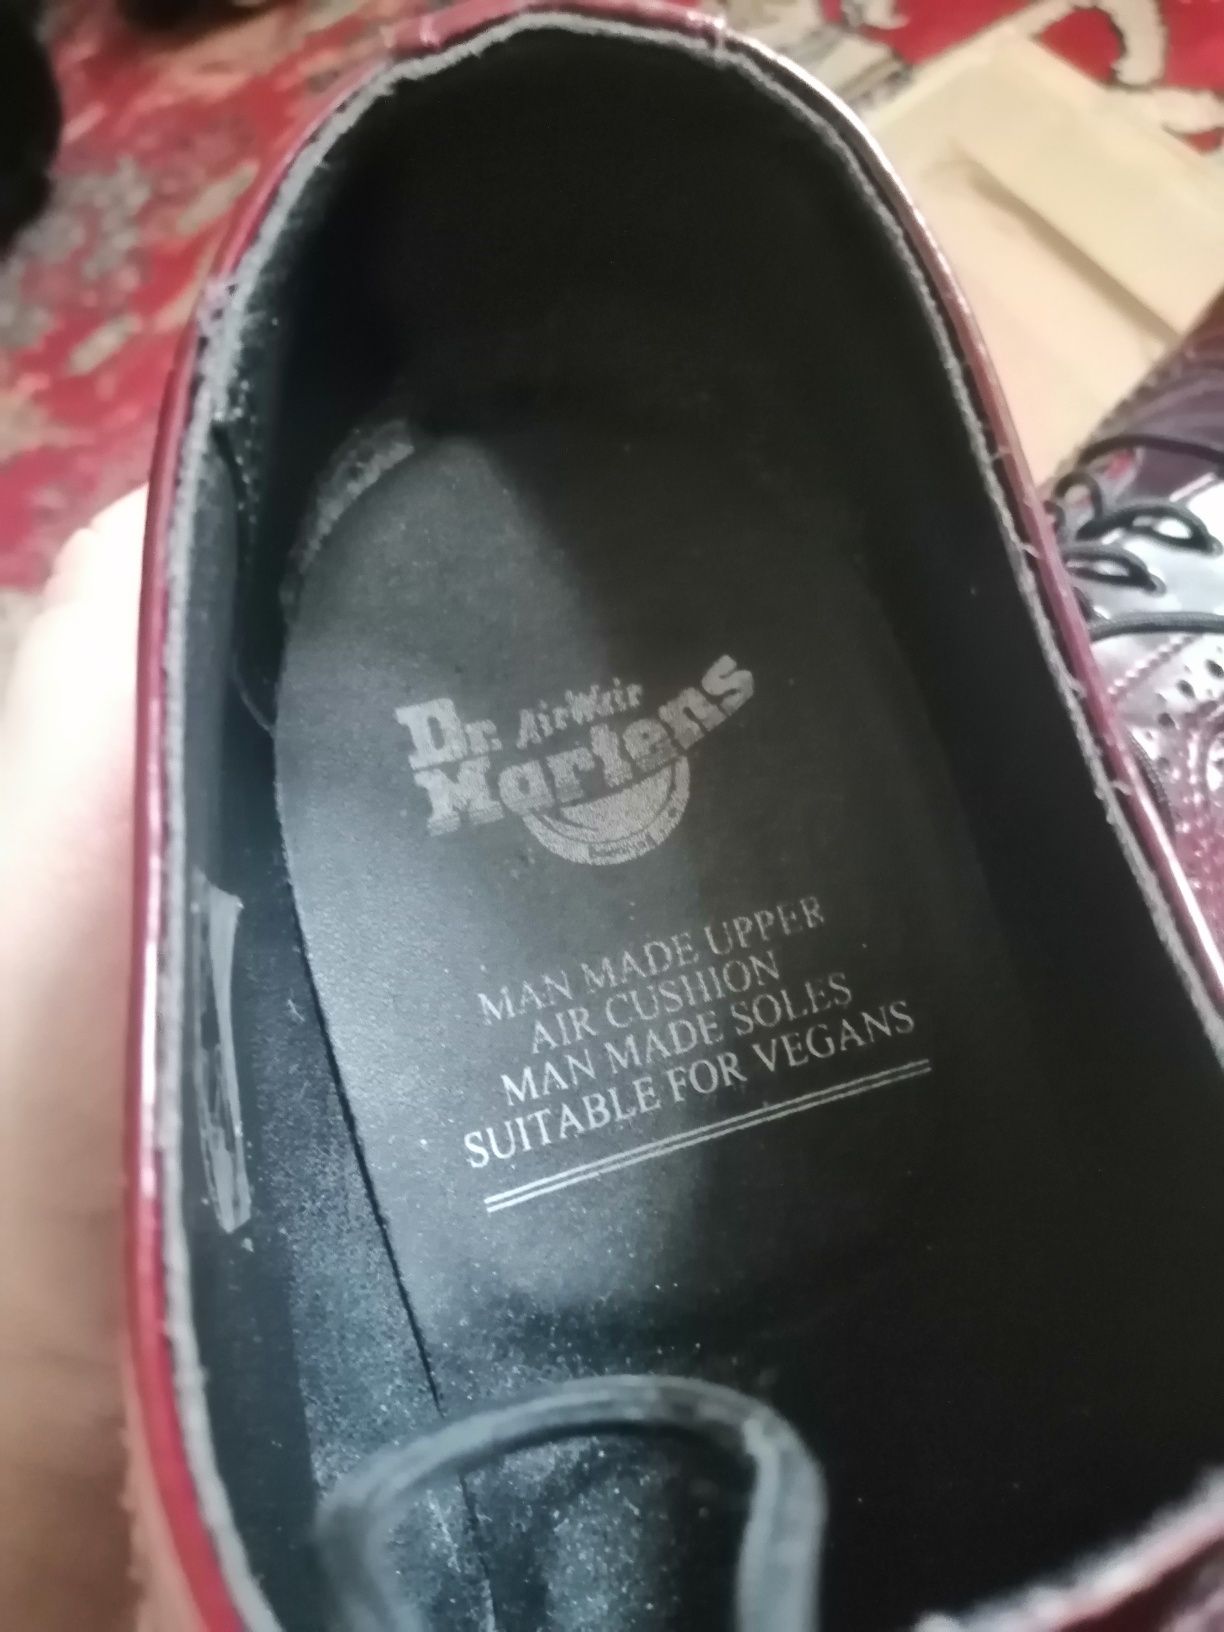 Dr. AirWair
Martens
MAN MADE UPPER
AIR CUSHION
MAN MADE SOLES
SUITABLE FOR VEGANS